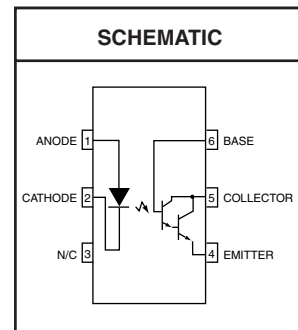 SCHEMATIC
ANODE 1 6 BASE
CATHODE 2 5 COLLECTOR
N/C 3 4 EMITTER